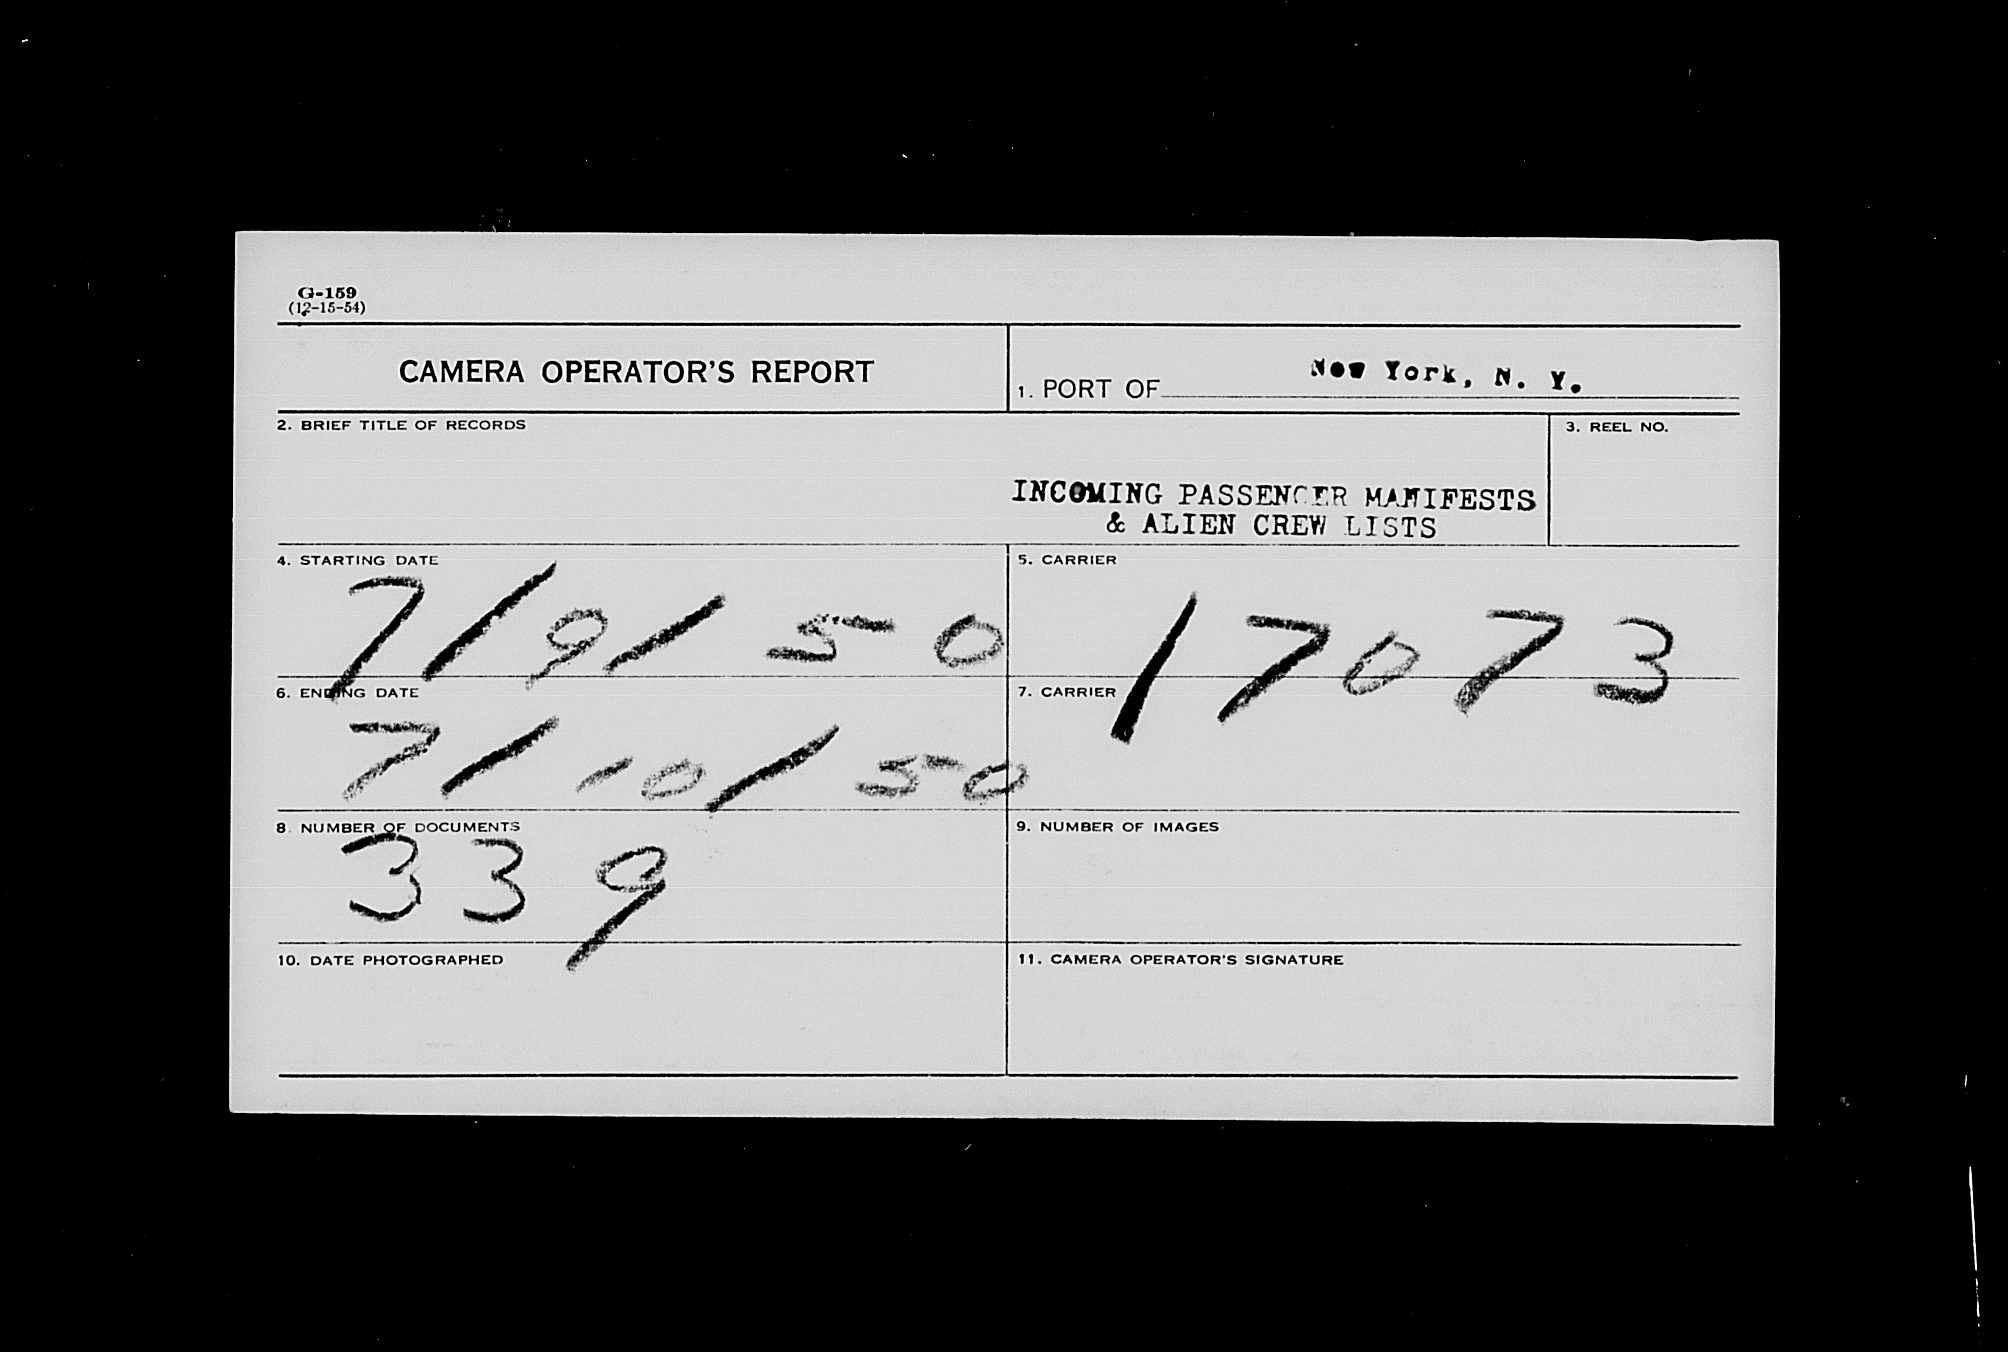 G-159
(12-15-54)
CAMERA OPERATOR'S REPORT
1. PORT OF New York, N. Y.
2. BRIEF TITLE OF RECORDS
3. REEL NO.
INCOMING PASSENGER MANIFESTS
& ALIEN CREW LISTS
4. STARTING DATE
7/9/50
5. CARRIER
17073
6. ENDING DATE
7/10/50
7. CARRIER
8. NUMBER OF DOCUMENTS
339
9. NUMBER OF IMAGES
10. DATE PHOTOGRAPHED
11. CAMERA OPERATOR'S SIGNATURE